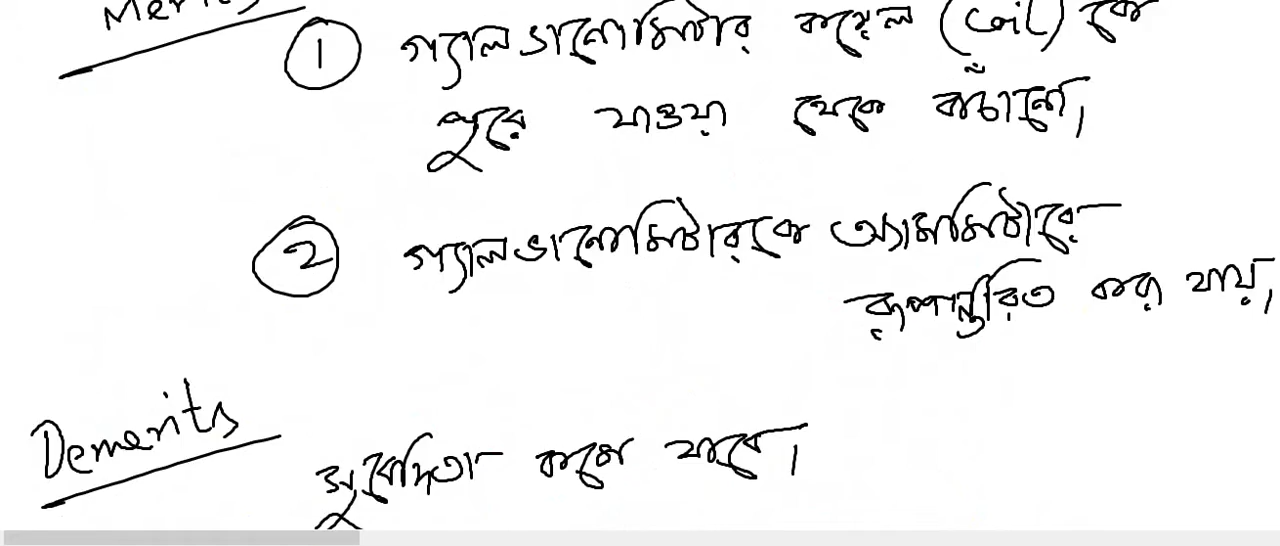 Merits
① গ্যালভানোমিটার কয়েল (Coil) কে
পুরে যাওয়া থেকে বাঁচানো।
② গ্যালভানোমিটারকে অ্যামমিটারে
রূপান্তরিত করা যায়।
Demerits
সুবেদিতা কমে যাবে।